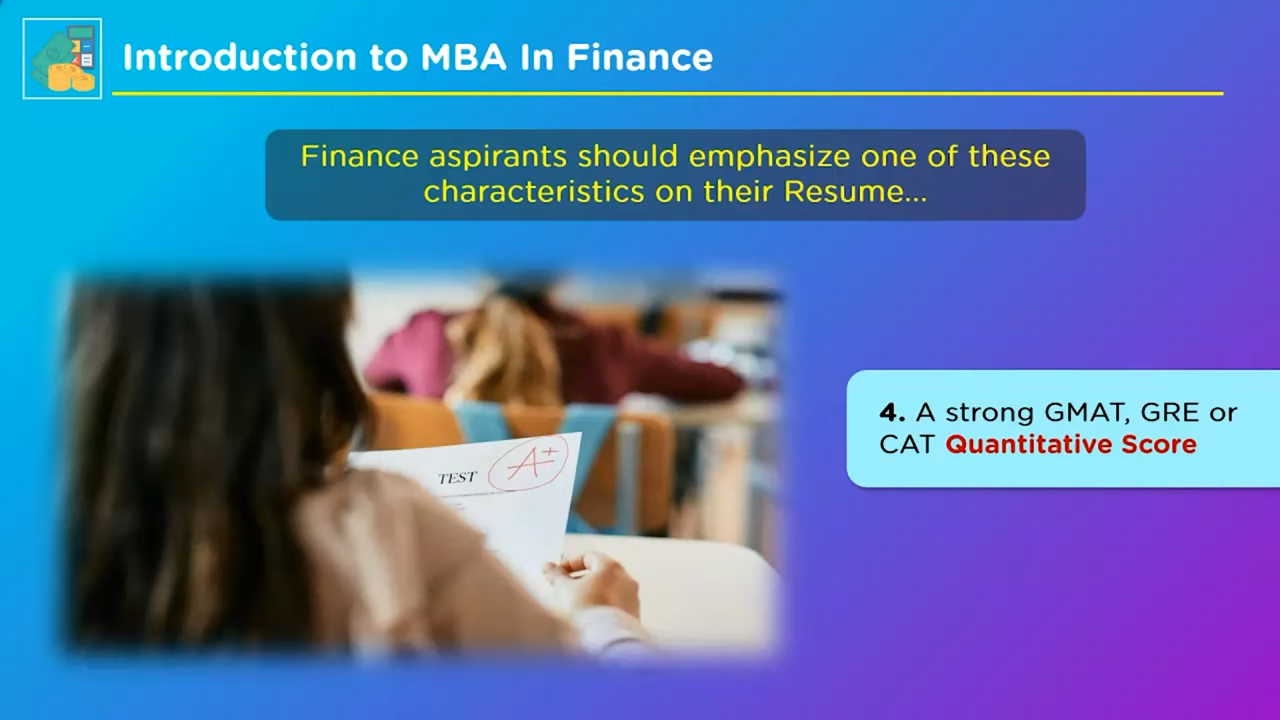 Introduction to MBA In Finance
Finance aspirants should emphasize one of these
characteristics on their Resume...
TEST A+
4. A strong GMAT, GRE or
CAT Quantitative Score